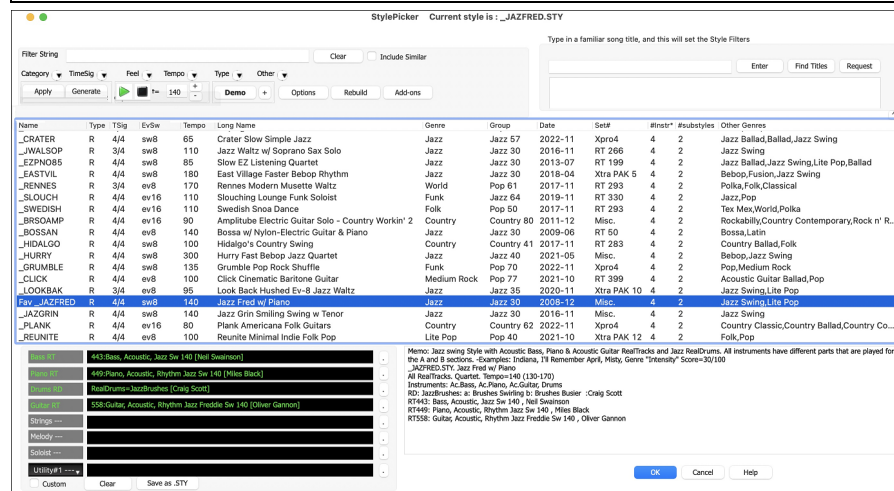 StylePicker Current style is : _JAZFRED.STY
Type in a familiar song title, and this will set the Style Filters
Filter String Clear Include Similar
Enter Find Titles Request
Category TimeSig Feel Tempo Type Other
Apply Generate != 140 + - Demo + Options Rebuild Add-ons
Name Type TSig EvSw Tempo Long Name Genre Group Date Set# #Instr* #substyles Other Genres
_CRATER R 4/4 sw8 65 Crater Slow Simple Jazz Jazz Jazz 57 2022-11 Xpro4 4 2 Jazz Ballad,Ballad,Jazz Swing
_JWALSOP R 3/4 sw8 110 Jazz Waltz w/ Soprano Sax Solo Jazz Jazz 30 2016-11 RT 266 4 2 Jazz Swing
_EZPNO85 R 4/4 sw8 85 Slow EZ Listening Quartet Jazz Jazz 30 2013-07 RT 199 4 2 Jazz Ballad,Jazz Swing,Lite Pop,Ballad
_EASTVIL R 4/4 sw8 180 East Village Faster Bebop Rhythm Jazz Jazz 30 2018-04 Xtra PAK 5 4 2 Bebop,Fusion,Jazz Swing
_RENNES R 3/4 ev8 170 Rennes Modern Musette Waltz World Pop 61 2017-11 RT 293 4 2 Polka,Folk,Classical
_SLOUCH R 4/4 ev16 110 Slouching Lounge Funk Soloist Funk Jazz 64 2019-11 RT 330 4 2 Jazz,Pop
_SWEDISH R 4/4 ev16 110 Swedish Snoa Dance Folk Pop 50 2017-11 RT 293 4 2 Tex Mex,World,Polka
_BRSOAMP R 4/4 ev16 90 Amplitube Electric Guitar Solo - Country Workin' 2 Country Country 80 2011-12 Misc. 4 2 Rockabilly,Country Contemporary,Rock n' R...
_BOSSAN R 4/4 ev8 140 Bossa w/ Nylon-Electric Guitar & Piano Jazz Jazz 30 2009-06 RT 50 4 2 Bossa,Latin
_HIDALGO R 4/4 sw8 100 Hidalgo's Country Swing Country Country 41 2017-11 RT 283 4 2 Country Ballad,Folk
_HURRY R 4/4 sw8 300 Hurry Fast Bebop Jazz Quartet Jazz Jazz 40 2021-05 Misc. 4 2 Bebop,Jazz Swing
_GRUMBLE R 4/4 sw8 135 Grumble Pop Rock Shuffle Funk Pop 70 2022-11 Xpro4 4 2 Pop,Medium Rock
_CLICK R 4/4 ev8 100 Click Cinematic Baritone Guitar Medium Rock Pop 77 2021-10 RT 399 4 2 Acoustic Guitar Ballad,Pop
_LOOKBAK R 3/4 ev8 95 Look Back Hushed Ev-8 Jazz Waltz Jazz Jazz 35 2020-11 Xtra PAK 10 4 2 Jazz Swing,Lite Pop
Fav _JAZFRED R 4/4 sw8 140 Jazz Fred w/ Piano Jazz Jazz 30 2008-12 Misc. 4 2 Jazz Swing,Lite Pop
_JAZGRIN R 4/4 sw8 140 Jazz Grin Smiling Swing w Tenor Jazz Jazz 30 2016-11 Misc. 4 2 Jazz Swing
_PLANK R 4/4 ev16 80 Plank Americana Folk Guitars Country Country 62 2022-11 Xpro4 4 2 Country Classic,Country Ballad,Country Co...
_REUNITE R 4/4 ev8 100 Reunite Minimal Indie Folk Pop Lite Pop Pop 40 2021-10 Xtra PAK 12 4 2 Folk,Pop
Bass RT 443:Bass, Acoustic, Jazz Sw 140 [Neil Swainson]
Piano RT 449:Piano, Acoustic, Rhythm Jazz Sw 140 [Miles Black]
Drums RD RealDrums=JazzBrushes [Craig Scott]
Guitar RT 558:Guitar, Acoustic, Rhythm Jazz Freddie Sw 140 [Oliver Gannon]
Strings ---
Melody ---
Soloist ---
Utility#1 ---
Custom Clear Save as .STY
Memo: Jazz swing Style with Acoustic Bass, Piano & Acoustic Guitar RealTracks and Jazz RealDrums. All instruments have different parts that are played for
the A and B sections. -Examples: Indiana, I'll Remember April, Misty, Genre "Intensity" Score=30/100
_JAZFRED.STY. Jazz Fred w/ Piano
All RealTracks. Quartet. Tempo=140 (130-170)
Instruments: Ac.Bass, Ac.Piano, Ac.Guitar, Drums
RD: JazzBrushes: a: Brushes Swirling b: Brushes Busier :Craig Scott
RT443: Bass, Acoustic, Jazz Sw 140 , Neil Swainson
RT449: Piano, Acoustic, Rhythm Jazz Sw 140 , Miles Black
RT558: Guitar, Acoustic, Rhythm Jazz Freddie Sw 140 , Oliver Gannon
OK Cancel Help